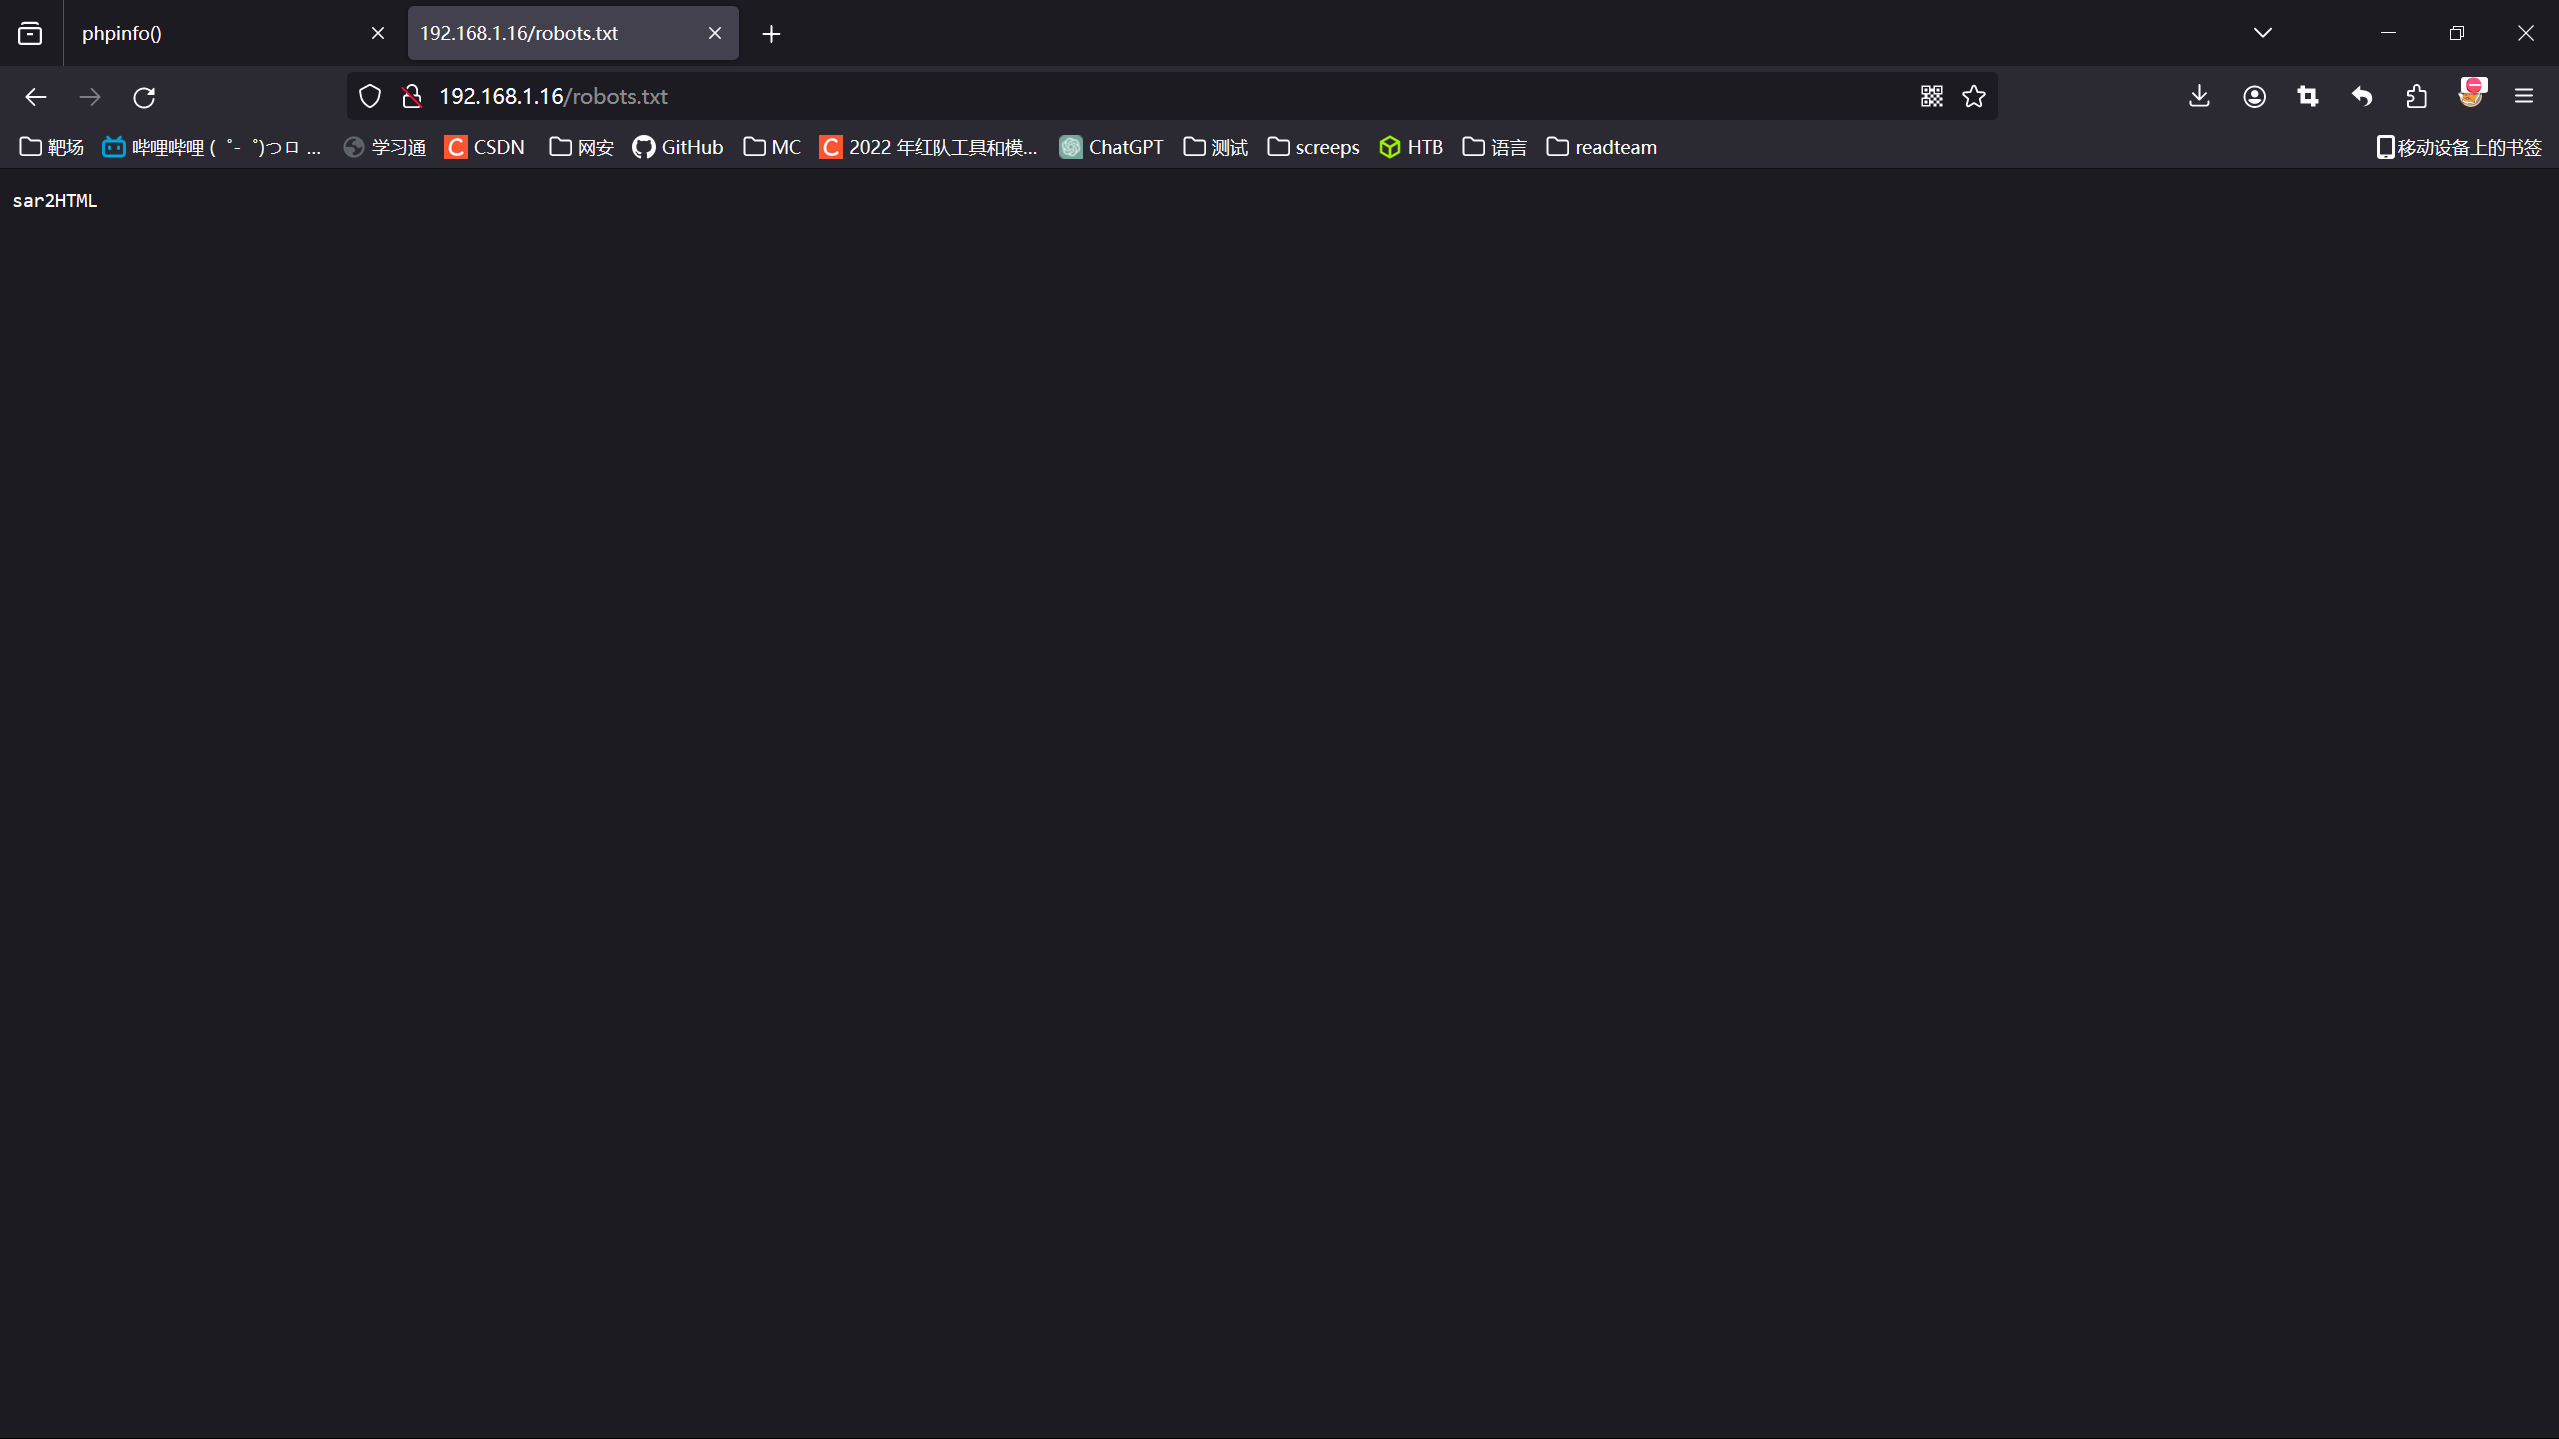 phpinfo()
192.168.1.16/robots.txt
192.168.1.16/robots.txt
靶场 哔哩哔哩 (゜-゜)つロ ... 学习通 CSDN 网安 GitHub MC 2022 年红队工具和模... ChatGPT 测试 screeps HTB 语言 readteam 移动设备上的书签
sar2HTML